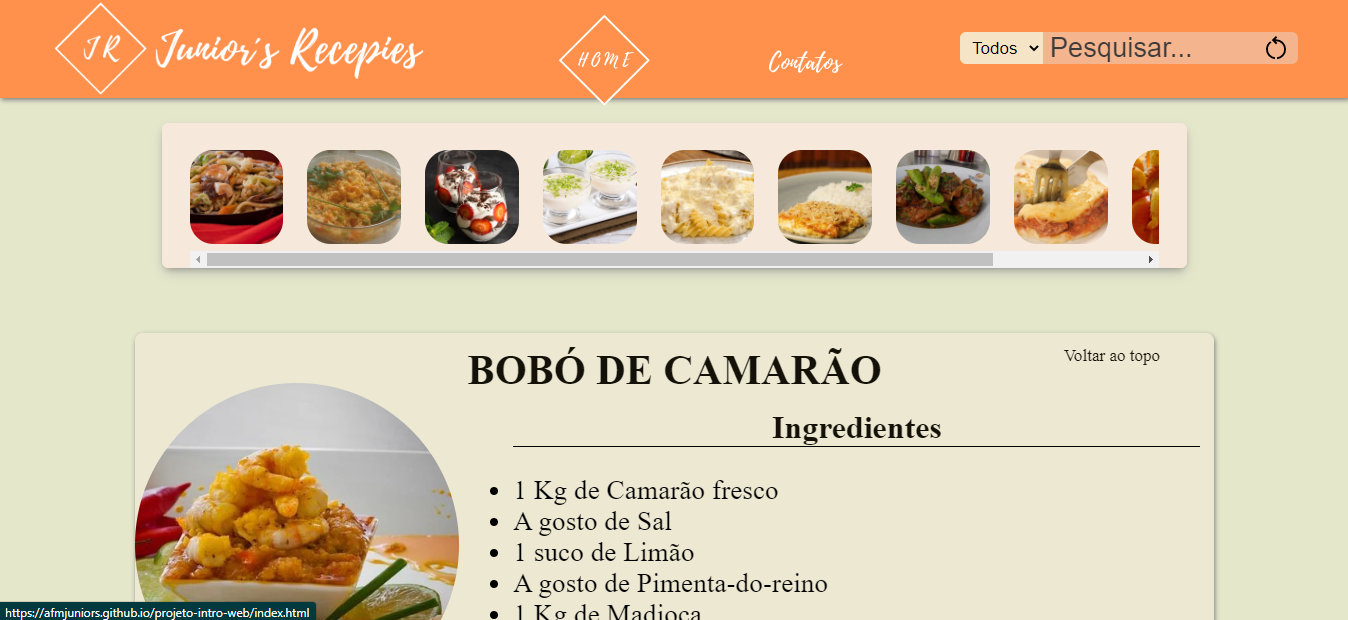 JR Junior's Recepies
HOME
Contatos
Todos
Pesquisar...
BOBÓ DE CAMARÃO
Voltar ao topo
Ingredientes
1 Kg de Camarão fresco
A gosto de Sal
1 suco de Limão
A gosto de Pimenta-do-reino
1 Kg de Madioca
https://afmjuniors.github.io/projeto-intro-web/index.html